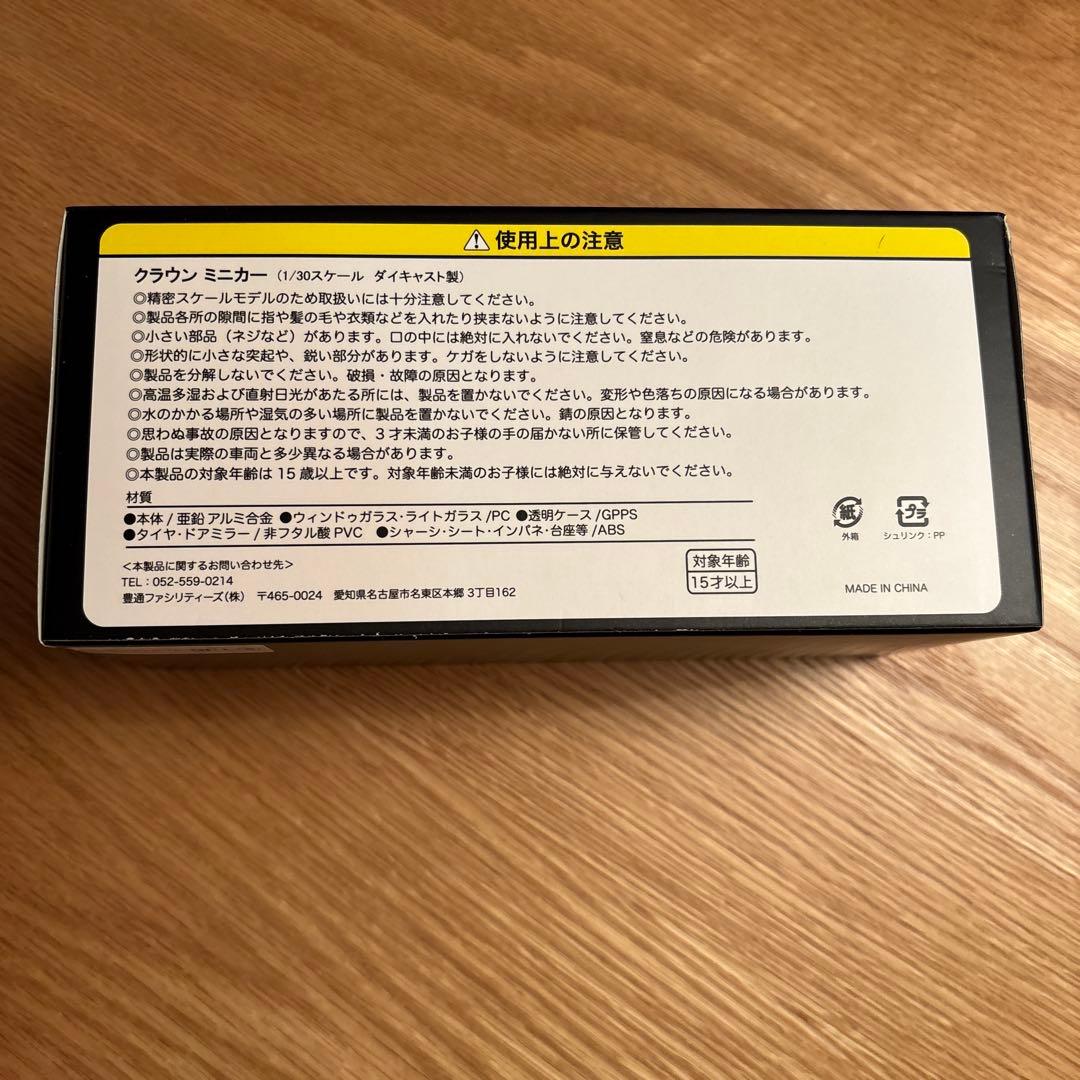 ⚠ 使用上の注意
クラウン ミニカー（1/30スケール ダイキャスト製）
◎精密スケールモデルのため取扱いには十分注意してください。
◎製品各所の隙間に指や髪の毛や衣類などを入れたり挟まないように注意してください。
◎小さい部品（ネジなど）があります。口の中には絶対に入れないでください。窒息などの危険があります。
◎形状的に小さな突起や、鋭い部分があります。ケガをしないように注意してください。
◎製品を分解しないでください。破損・故障の原因となります。
◎高温多湿および直射日光があたる所には、製品を置かないでください。変形や色落ちの原因になる場合があります。
◎水のかかる場所や湿気の多い場所に製品を置かないでください。錆の原因となります。
◎思わぬ事故の原因となりますので、3才未満のお子様の手の届かない所に保管してください。
◎製品は実際の車両と多少異なる場合があります。
◎本製品の対象年齢は15歳以上です。対象年齢未満のお子様には絶対に与えないでください。
材質
●本体/亜鉛アルミ合金 ●ウィンドゥガラス・ライトガラス/PC ●透明ケース/GPPS
●タイヤ・ドアミラー/非フタル酸PVC ●シャーシ・シート・インパネ・台座等/ABS
紙
外箱
プラ
シュリンク：PP
＜本製品に関するお問い合わせ先＞
TEL：052-559-0214
豊通ファシリティーズ（株） 〒465-0024 愛知県名古屋市名東区本郷3丁目162
対象年齢
15才以上
MADE IN CHINA